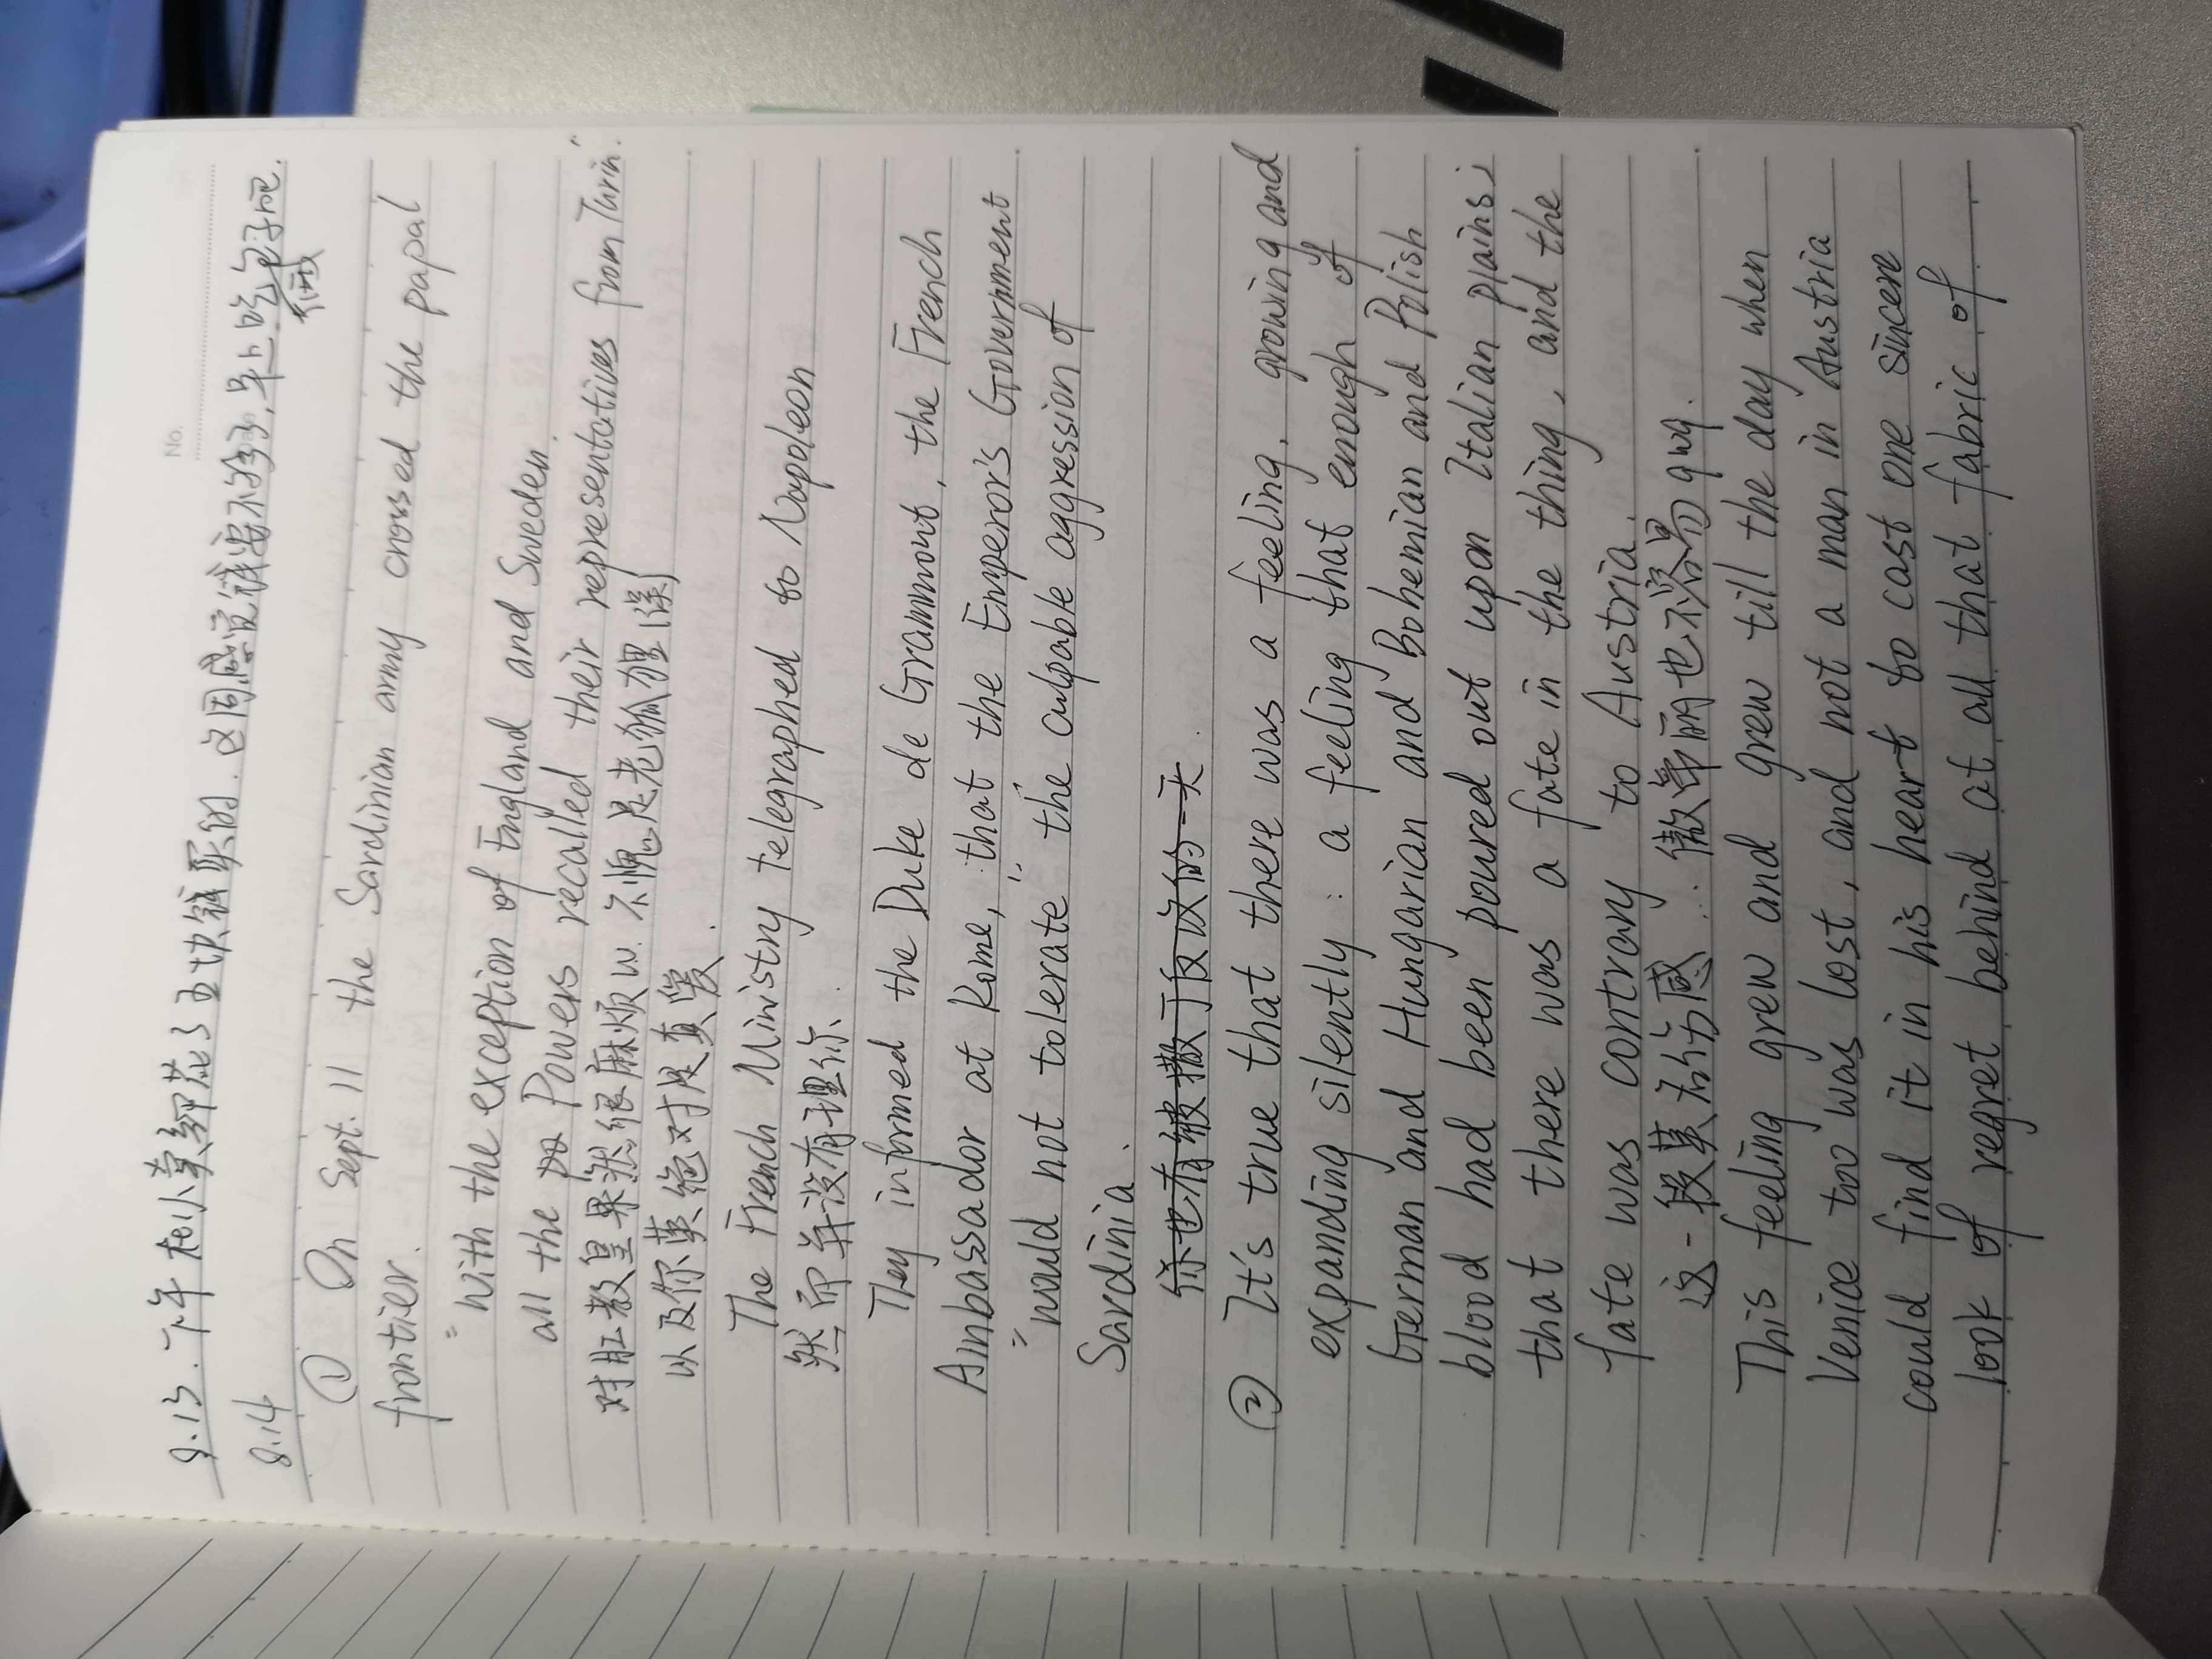 No.
8.13. 下午在小卖部花了五块钱买的. 这周感觉钱要不够了, 早上吃包子吧.
8.14
① On Sept. 11 the Sardinian army crossed the papal
frontier.
"With the exception of England and Sweden,
all the Powers recalled their representatives from Turin."
对肛教皇果然很麻烦w. 不愧是老狐狸(误)
以及你英绝对是真爱.
The French Ministry telegraphed to Napoleon
然而并没有理你.
They informed the Duke de Grammont, the French
Ambassador at Rome, that the Emperor's Government
"would not tolerate" the culpable aggression of
Sardinia.
你也有被撒丁反攻的一天.
② It's true that there was a feeling, growing and
expanding silently: a feeling that enough of
German and Hungarian and Bohemian and Polish
blood had been poured out upon Italian plains;
that there was a fate in the thing, and the
fate was contrary to Austria.
这一段莫名伤感... 傲帝丽也不容易qwq.
This feeling grew and grew till the day when
Venice too was lost, and not a man in Austria
could find it in his heart to cast one sincere
look of regret behind at all that fabric of